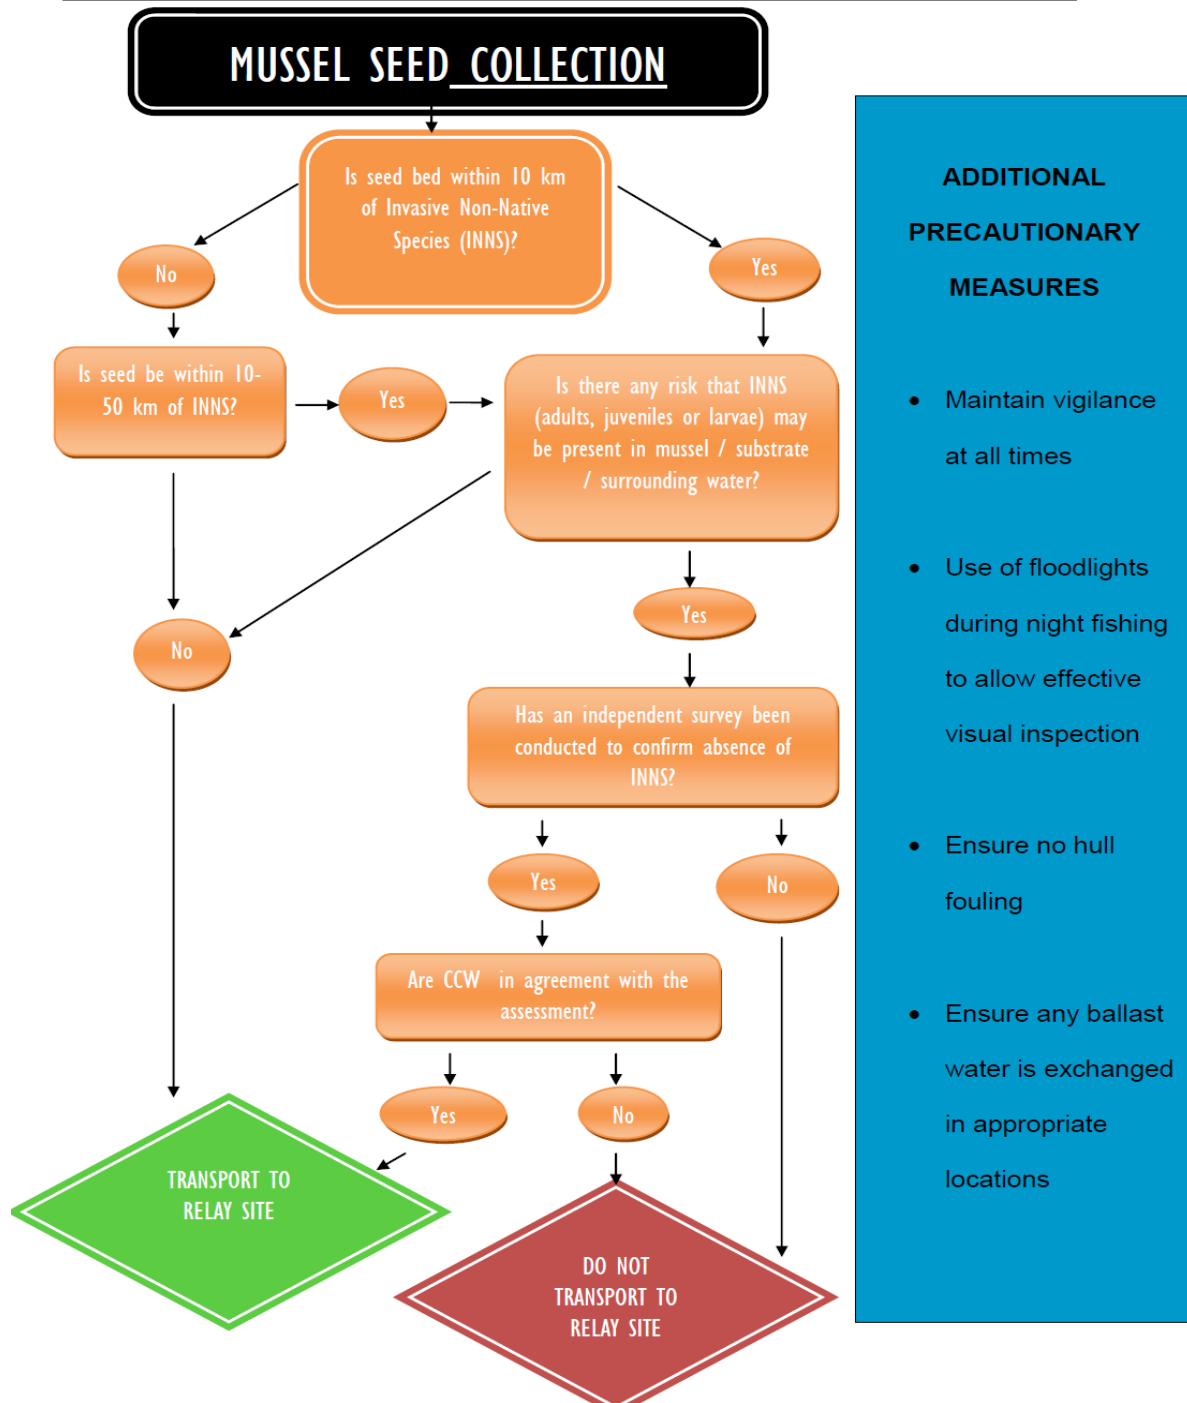 MUSSEL SEED COLLECTION
Is seed bed within 10 km
of Invasive Non-Native
Species (INNS)?
No
Yes
Is seed be within 10-
50 km of INNS?
Yes
Is there any risk that INNS
(adults, juveniles or larvae) may
be present in mussel / substrate
/ surrounding water?
No
Yes
Has an independent survey been
conducted to confirm absence of
INNS?
Yes
No
Are CCW in agreement with the
assessment?
Yes
No
TRANSPORT TO
RELAY SITE
DO NOT
TRANSPORT TO
RELAY SITE
ADDITIONAL
PRECAUTIONARY
MEASURES
• Maintain vigilance
at all times
• Use of floodlights
during night fishing
to allow effective
visual inspection
• Ensure no hull
fouling
• Ensure any ballast
water is exchanged
in appropriate
locations